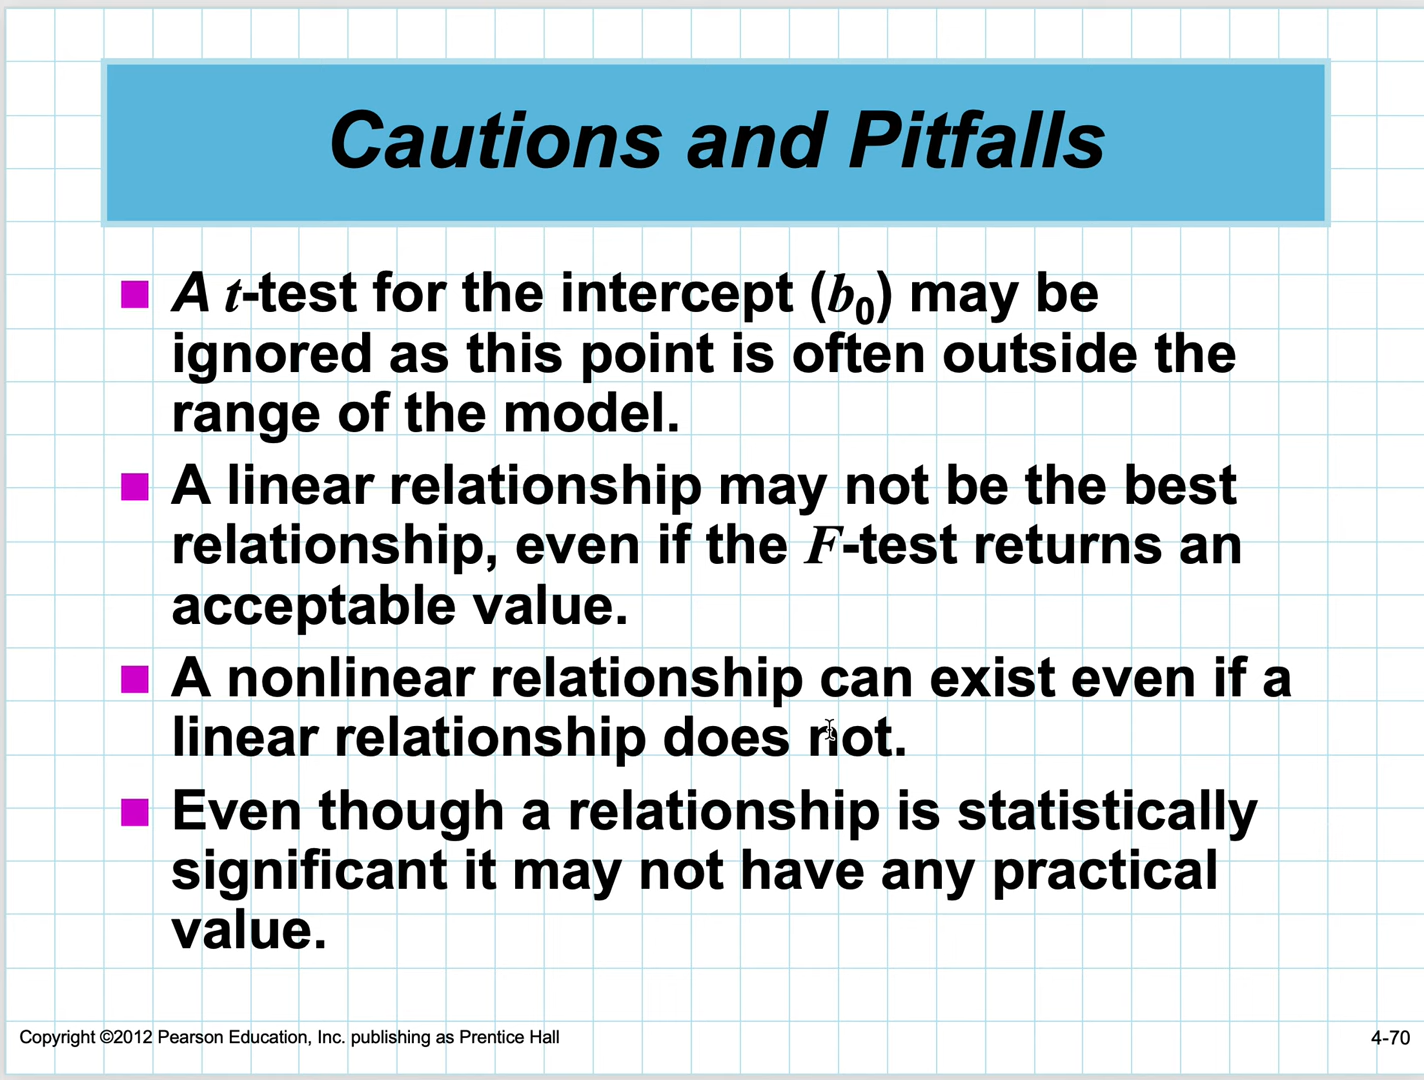 Cautions and Pitfalls
A t-test for the intercept (b0) may be
ignored as this point is often outside the
range of the model.
A linear relationship may not be the best
relationship, even if the F-test returns an
acceptable value.
A nonlinear relationship can exist even if a
linear relationship does not.
Even though a relationship is statistically
significant it may not have any practical
value.
Copyright ©2012 Pearson Education, Inc. publishing as Prentice Hall
4-70